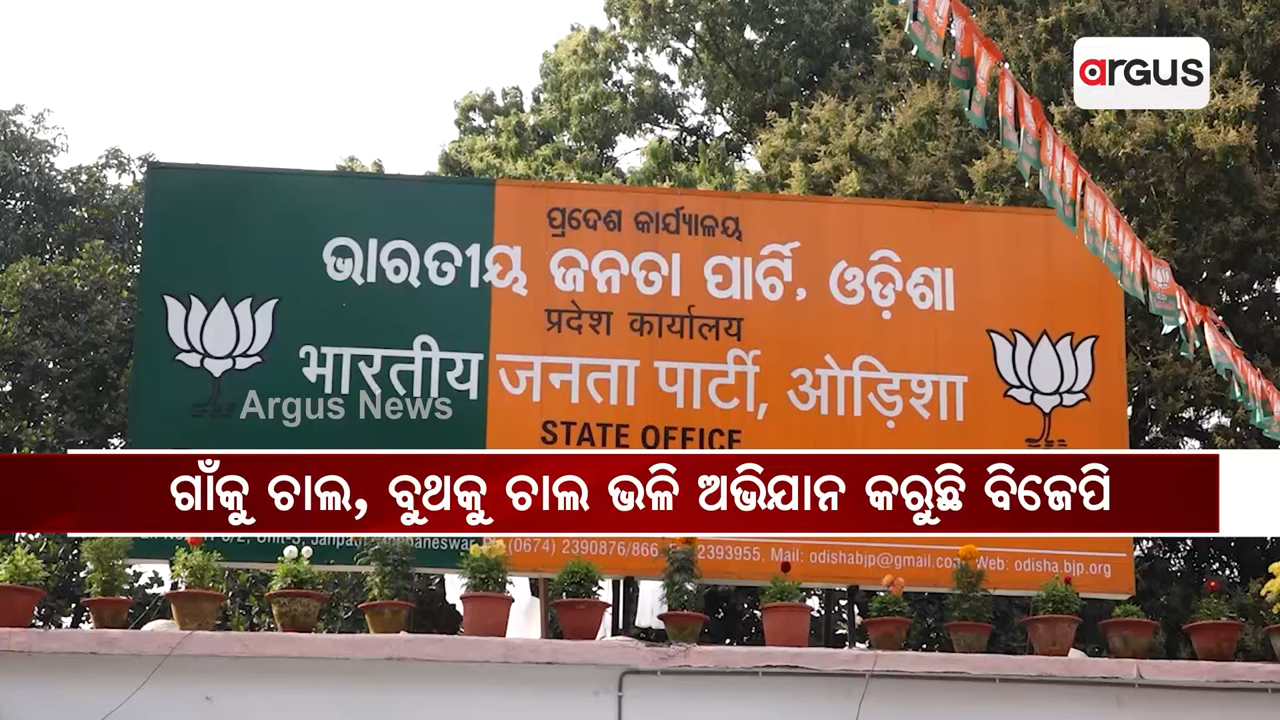 argus
ପ୍ରଦେଶ କାର୍ଯ୍ୟାଳୟ
ଭାରତୀୟ ଜନତା ପାର୍ଟି, ଓଡ଼ିଶା
प्रदेश कार्यालय
भारतीय जनता पार्टी, ओड़िशा
Argus News
STATE OFFICE
ଗାଁକୁ ଚାଲ, ବୁଥକୁ ଚାଲ ଭଳି ଅଭିଯାନ କରୁଛି ବିଜେପି
(0674) 2390876/866 2393955, Mail: odishabjp@gmail.com Web: odisha.bjp.org